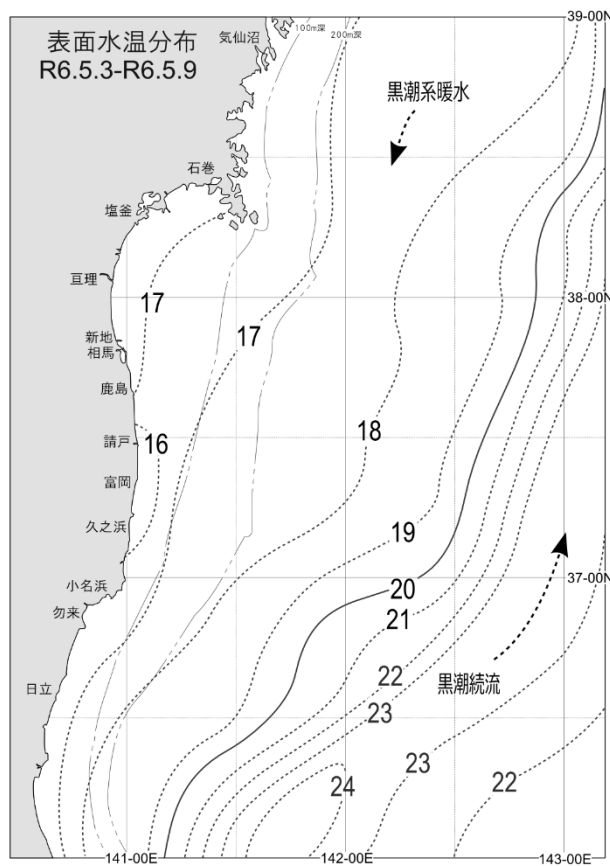 表面水温分布
R6.5.3-R6.5.9
気仙沼
100m深
200m深
39-00N
黒潮系暖水
石巻
塩釜
亘理
38-00N
17
17
新地
相馬
鹿島
18
請戸
16
富岡
19
久之浜
37-00N
小名浜
20
勿来
21
22
黒潮続流
日立
23
23
24
22
141-00E
142-00E
143-00E